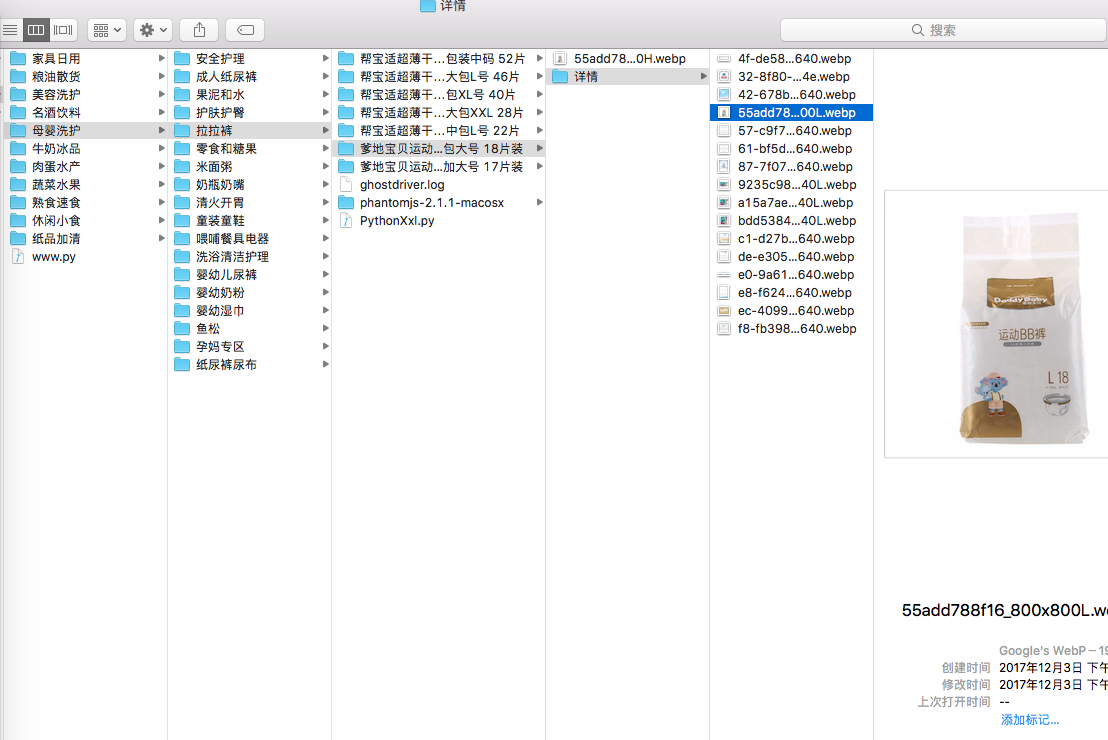 详情
搜索
家具日用
粮油散货
美容洗护
名酒饮料
母婴洗护
牛奶冰品
肉蛋水产
蔬菜水果
熟食速食
休闲小食
纸品加清
www.py
安全护理
成人纸尿裤
果泥和水
护肤护臀
拉拉裤
零食和糖果
米面粥
奶瓶奶嘴
清火开胃
童装童鞋
喂哺餐具电器
洗浴清洁护理
婴幼儿尿裤
婴幼奶粉
婴幼湿巾
鱼松
孕妈专区
纸尿裤尿布
帮宝适超薄干...包装中码 52片
帮宝适超薄干...大包L号 46片
帮宝适超薄干...包XL号 40片
帮宝适超薄干...大包XXL 28片
帮宝适超薄干...中包L号 22片
爹地宝贝运动...包大号 18片装
爹地宝贝运动...加大号 17片装
ghostdriver.log
phantomjs-2.1.1-macosx
PythonXxl.py
55add78...0H.webp
详情
4f-de58...640.webp
32-8f80-...4e.webp
42-678b...640.webp
55add78...00L.webp
57-c9f7...640.webp
61-bf5d...640.webp
87-7f07...640.webp
9235c98...40L.webp
a15a7ae...40L.webp
bdd5384...40L.webp
c1-d27b...640.webp
de-e305...640.webp
e0-9a61...640.webp
e8-f624...640.webp
ec-4099...640.webp
f8-fb398...640.webp
DaddyBaby
运动BB裤
L 18
55add788f16_800x800L.we
Google's WebP－19
创建时间 2017年12月3日 下午
修改时间 2017年12月3日 下午
上次打开时间 --
添加标记...